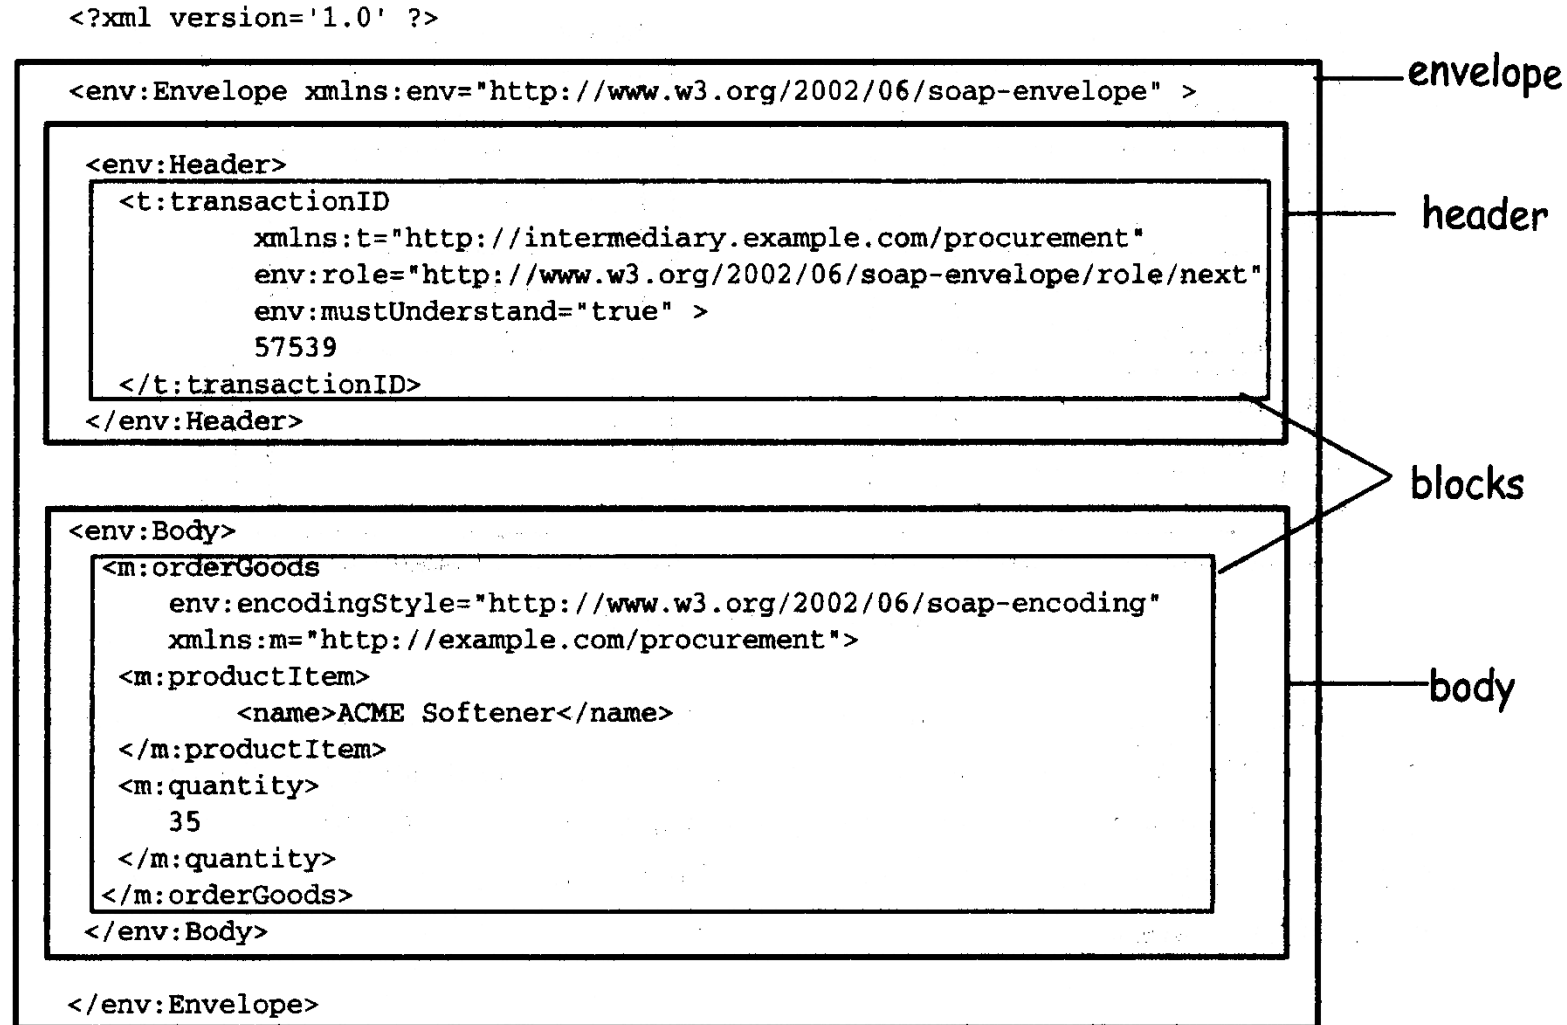 <?xml version='1.0' ?>
<env:Envelope xmlns:env="http://www.w3.org/2002/06/soap-envelope" >
envelope
<env:Header>
<t:transactionID
xmlns:t="http://intermediary.example.com/procurement"
header
env:role="http://www.w3.org/2002/06/soap-envelope/role/next"
env:mustUnderstand="true" >
57539
</t:transactionID>
</env:Header>
blocks
<env:Body>
<m:orderGoods
env:encodingStyle="http://www.w3.org/2002/06/soap-encoding"
xmlns:m="http://example.com/procurement">
<m:productItem>
body
<name>ACME Softener</name>
</m:productItem>
<m:quantity>
35
</m:quantity>
</m:orderGoods>
</env:Body>
</env:Envelope>